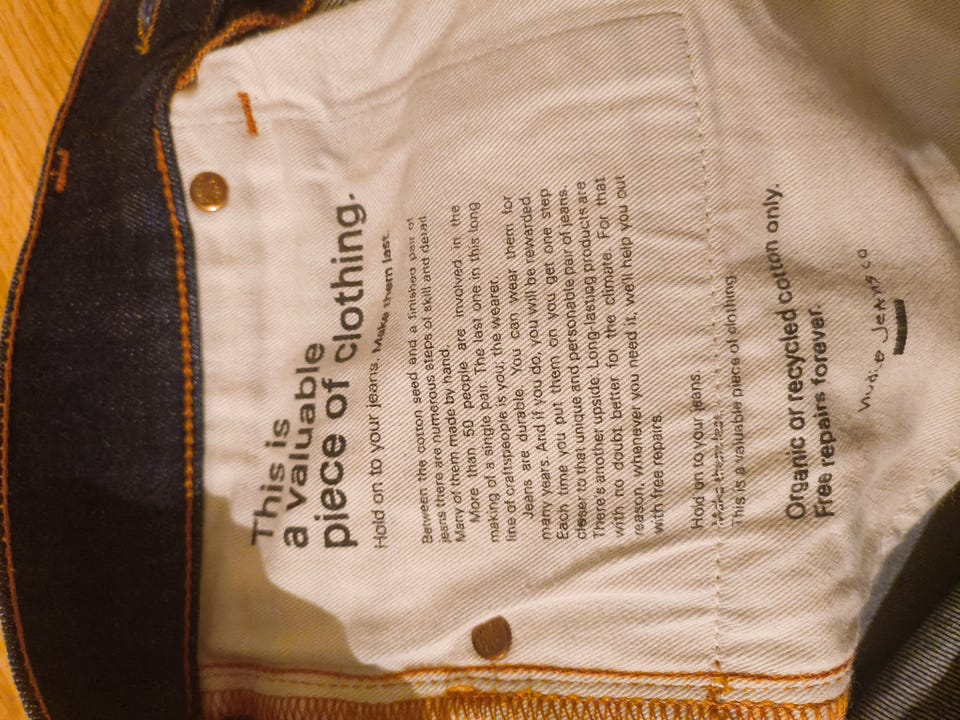 This is
a valuable
piece of clothing.
Hold on to your jeans. Make them last.
Between the cotton seed and a finished pair of
jeans there are numerous steps of skill and detail
Many of them made by hand.
More than 50 people are involved in the
making of a single pair. The last one in this long
line of craftspeople is you; the wearer.
Jeans are durable. You can wear them for
many years. And if you do, you will be rewarded.
Each time you put them on you get one step
closer to that unique and personable pair of jeans.
There's another upside. Long-lasting products are
with no doubt better for the climate. For that
reason, whenever you need it, we'll help you out
with free repairs.
Hold on to your jeans.
Make them last.
This is a valuable piece of clothing
Organic or recycled cotton only.
Free repairs forever.
nudie JEANS CO